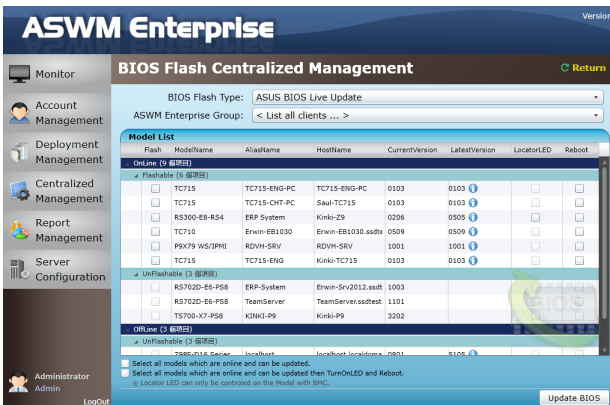 ASWM Enterprise
Version
BIOS Flash Centralized Management
Return
Monitor
Account Management
Deployment Management
Centralized Management
Report Management
Server Configuration
Administrator
Admin
LogOut
BIOS Flash Type: ASUS BIOS Live Update
ASWM Enterprise Group: < List all clients ... >
Model List
Flash ModelName AliasName HostName CurrentVersion LatestVersion LocatorLED Reboot
OnLine (9 個項目)
Flashable (6 個項目)
TC715 TC715-ENG-PC TC715-ENG-PC 0103 0103
TC715 TC715-CHT-PC Saul-TC715 0103 0103
RS300-E8-RS4 ERP System Kinki-Z9 0206 0505
TC710 Erwin-EB1030 Erwin-EB1030.ssdte 0509 0509
P9X79 WS/IPMI RDVH-SRV RDVH-SRV 1001 1001
TC715 TC715-ENG Kinki-TC715 0103 0103
UnFlashable (3 個項目)
RS702D-E6-PS8 ERP-System Erwin-Srv2012.ssdt 1003
RS702D-E6-PS8 TeamServer TeamServer.ssdtest 1101
TS700-X7-PS8 KINKI-P9 Kinki-P9 3202
BIOS
OffLine (3 個項目)
UnFlashable (3 個項目)
localhost localhost.localdoma 0801 5105
Select all models which are online and can be updated.
Select all models which are online and can be updated then TurnOnLED and Reboot.
Locator LED can only be controled on the Model with BMC.
Update BIOS